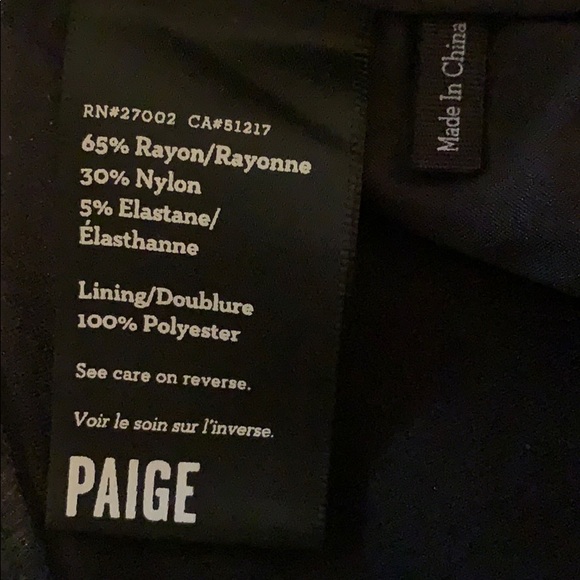 RN#27002 CA#51217
65% Rayon/Rayonne
30% Nylon
5% Elastane/
Élasthanne
Lining/Doublure
100% Polyester
See care on reverse.
Voir le soin sur l'inverse.
PAIGE
Made In China